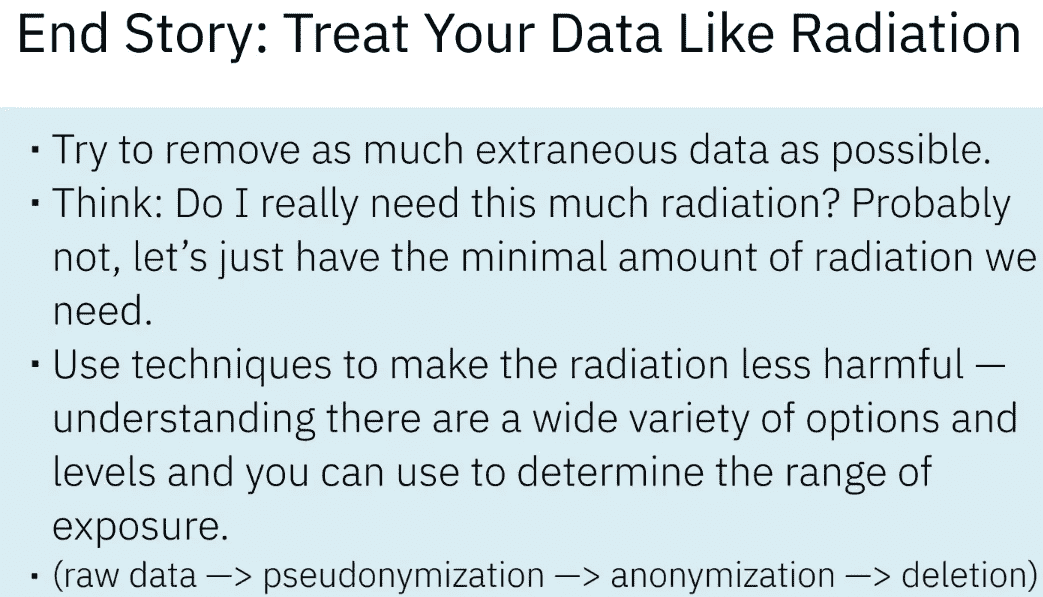 End Story: Treat Your Data Like Radiation
▪ Try to remove as much extraneous data as possible.
▪ Think: Do I really need this much radiation? Probably
not, let’s just have the minimal amount of radiation we
need.
▪ Use techniques to make the radiation less harmful —
understanding there are a wide variety of options and
levels and you can use to determine the range of
exposure.
▪ (raw data —> pseudonymization —> anonymization —> deletion)